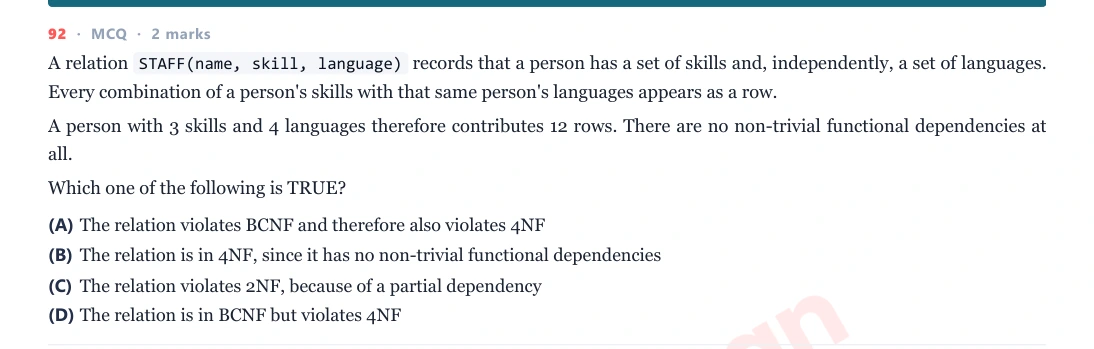 92 · MCQ · 2 marks
A relation STAFF(name, skill, language) records that a person has a set of skills and, independently, a set of languages.
Every combination of a person's skills with that same person's languages appears as a row.
A person with 3 skills and 4 languages therefore contributes 12 rows. There are no non-trivial functional dependencies at
all.
Which one of the following is TRUE?
(A) The relation violates BCNF and therefore also violates 4NF
(B) The relation is in 4NF, since it has no non-trivial functional dependencies
(C) The relation violates 2NF, because of a partial dependency
(D) The relation is in BCNF but violates 4NF